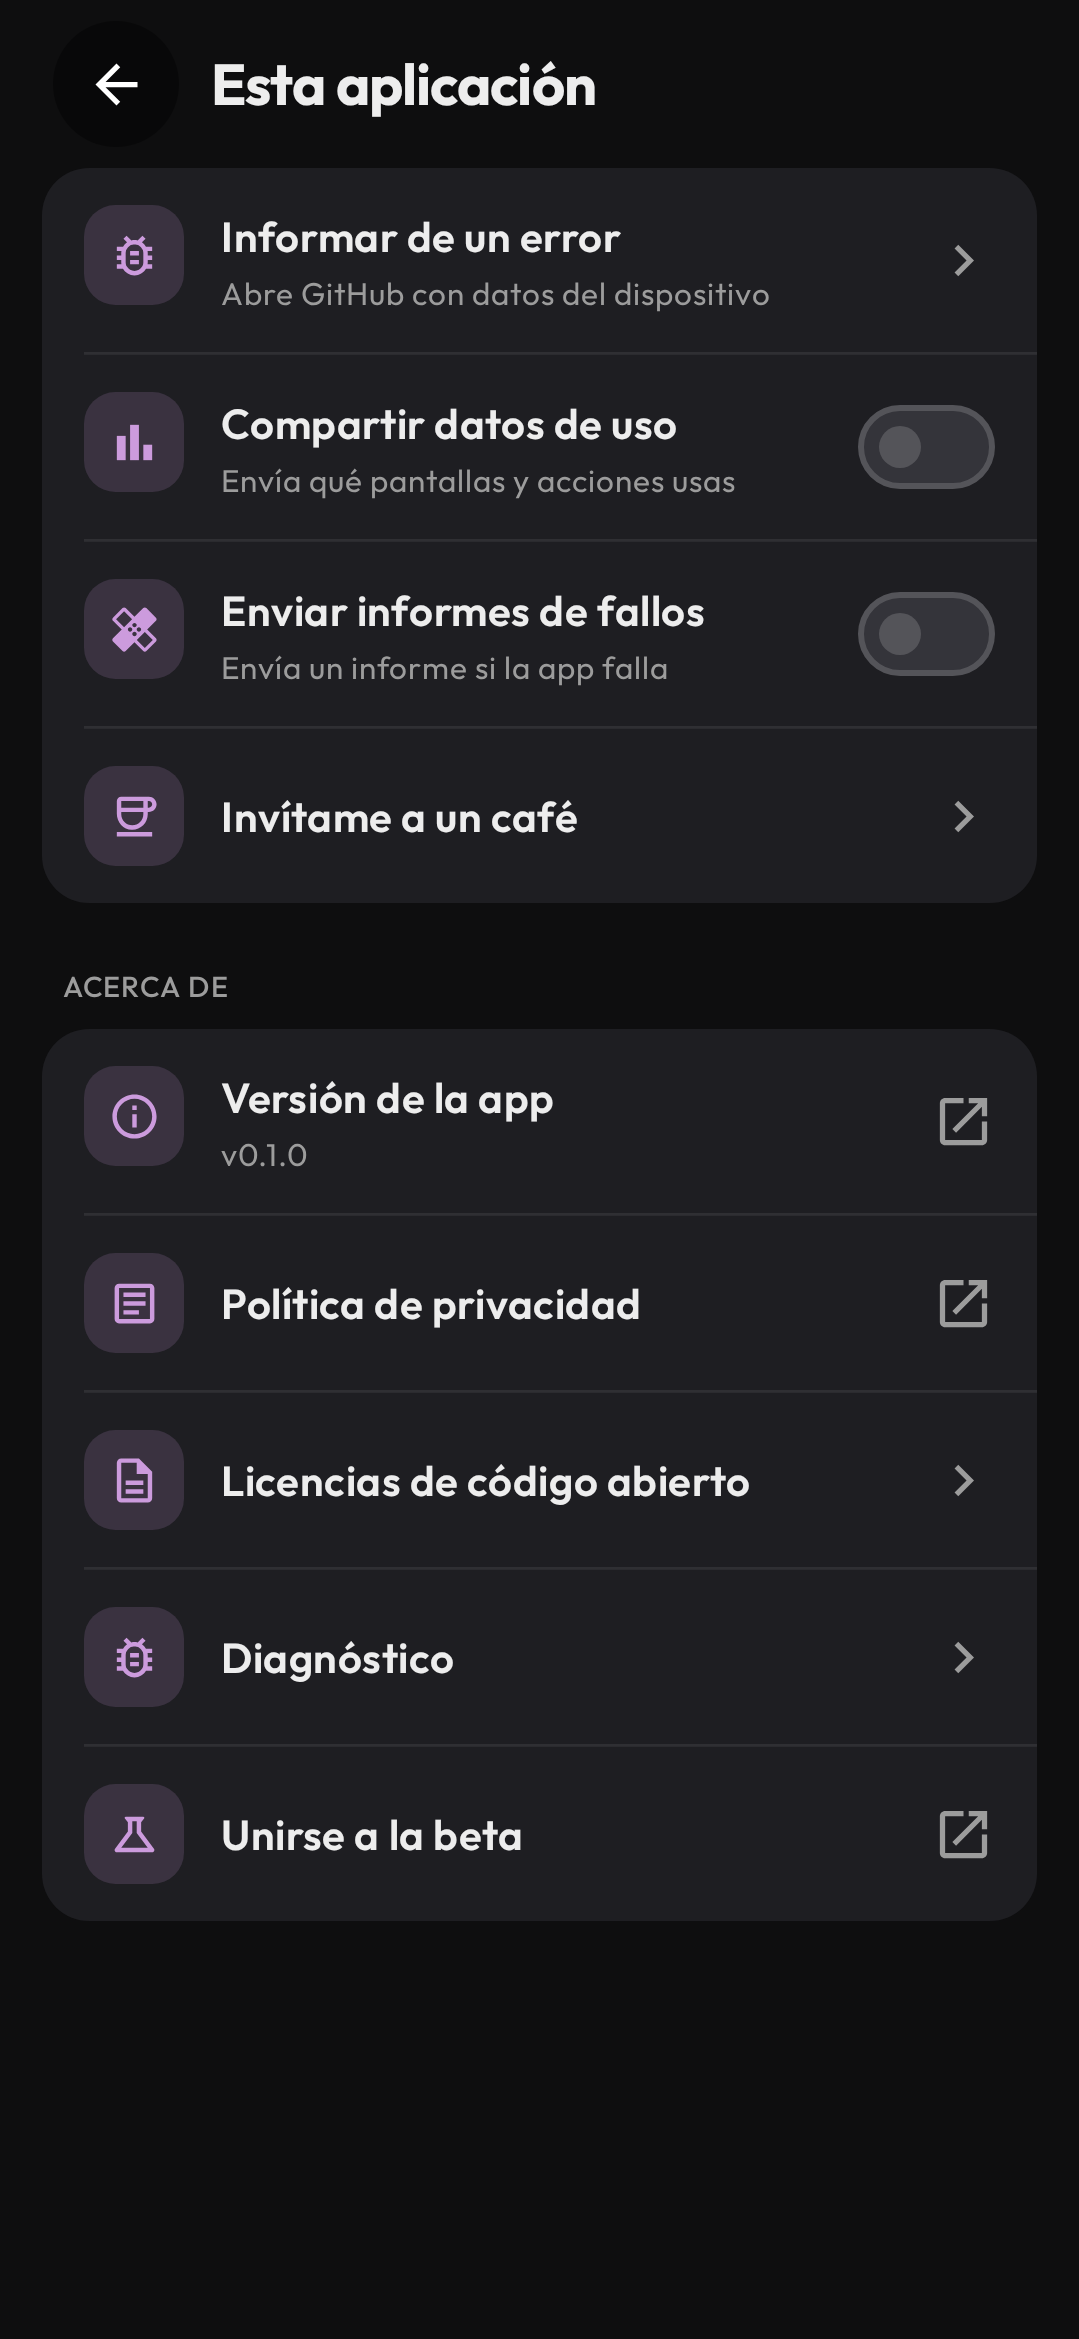 Esta aplicación
Informar de un error
Abre GitHub con datos del dispositivo
Compartir datos de uso
Envía qué pantallas y acciones usas
Enviar informes de fallos
Envía un informe si la app falla
Invítame a un café
ACERCA DE
Versión de la app
v0.1.0
Política de privacidad
Licencias de código abierto
Diagnóstico
Unirse a la beta